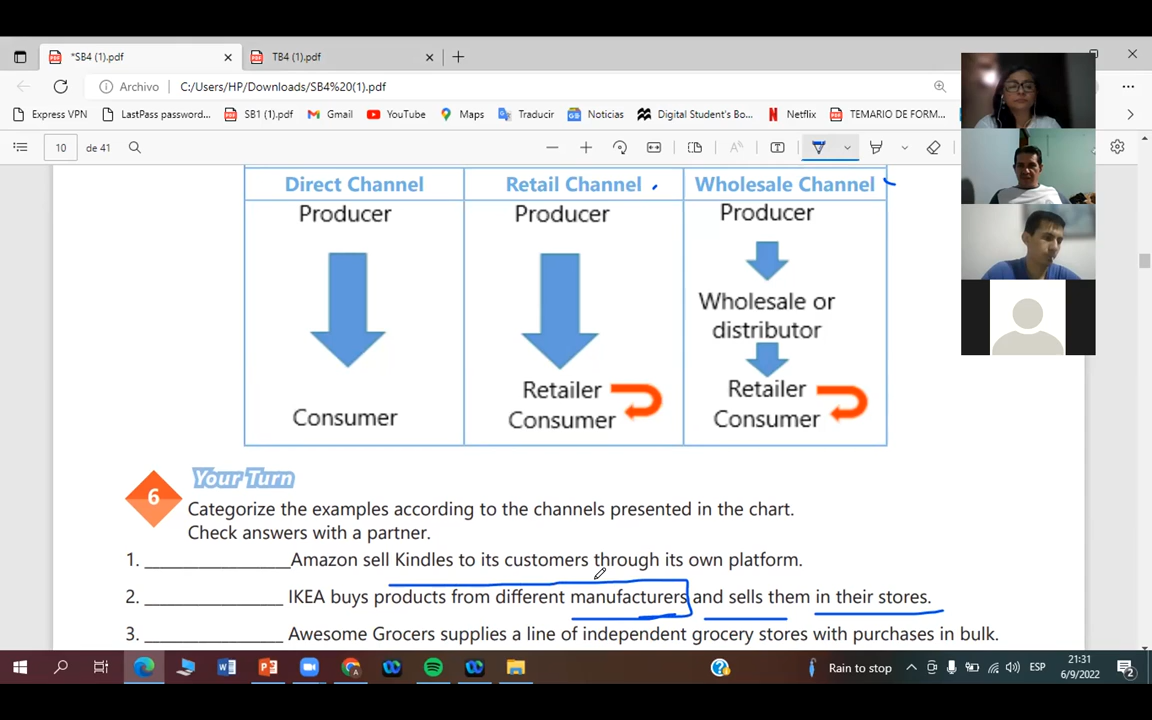 *SB4 (1).pdf
TB4 (1).pdf
Archivo
C:/Users/HP/Downloads/SB4%20(1).pdf
Express VPN
LastPass password...
SB1 (1).pdf
Gmail
YouTube
Maps
Traducir
Noticias
Digital Student's Bo...
Netflix
TEMARIO DE FORM...
10 de 41
Direct Channel Retail Channel Wholesale Channel
Producer Producer Producer
Wholesale or
distributor
Retailer Retailer
Consumer Consumer Consumer
6
Your Turn
Categorize the examples according to the channels presented in the chart.
Check answers with a partner.
1. _________________Amazon sell Kindles to its customers through its own platform.
2. ________________ IKEA buys products from different manufacturers and sells them in their stores.
3. ________________ Awesome Grocers supplies a line of independent grocery stores with purchases in bulk.
Rain to stop
ESP
21:31
6/9/2022
2